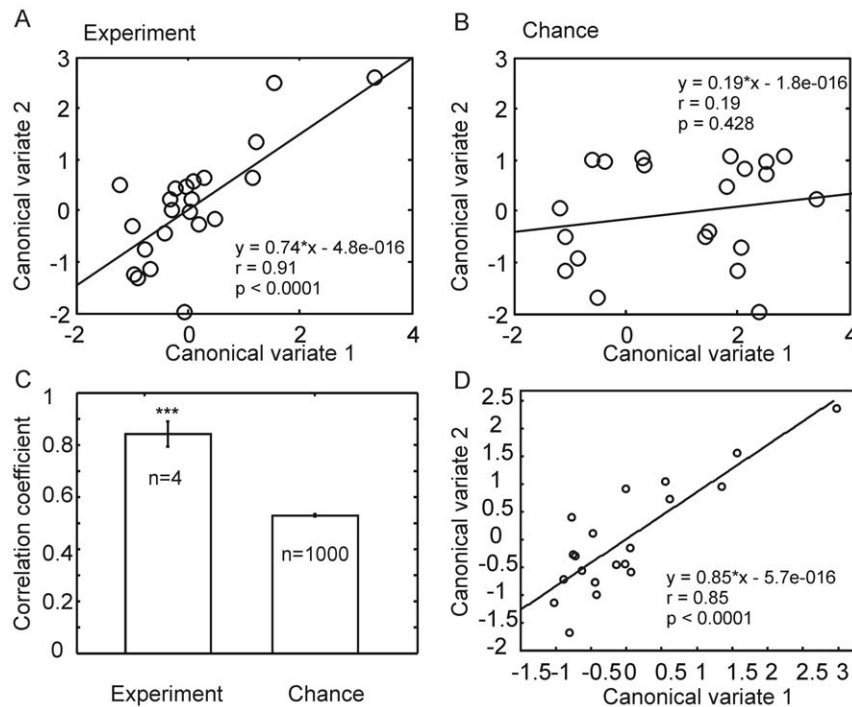 A
Experiment
Canonical variate 2
3
2
1
0
-1
-2
y = 0.74*x - 4.8e-016
r = 0.91
p < 0.0001
-2 0 2 4
Canonical variate 1
B
Chance
Canonical variate 2
3
2
1
0
-1
-2
y = 0.19*x - 1.8e-016
r = 0.19
p = 0.428
-2 0 2 4
Canonical variate 1
C
Correlation coefficient
1
0.8
0.6
0.4
0.2
0
***
n=4
n=1000
Experiment Chance
D
Canonical variate 2
2.5
2
1.5
1
0.5
0
-0.5
-1
-1.5
-2
y = 0.85*x - 5.7e-016
r = 0.85
p < 0.0001
-1.5 -1 -0.5 0 0.5 1 1.5 2 2.5 3
Canonical variate 1